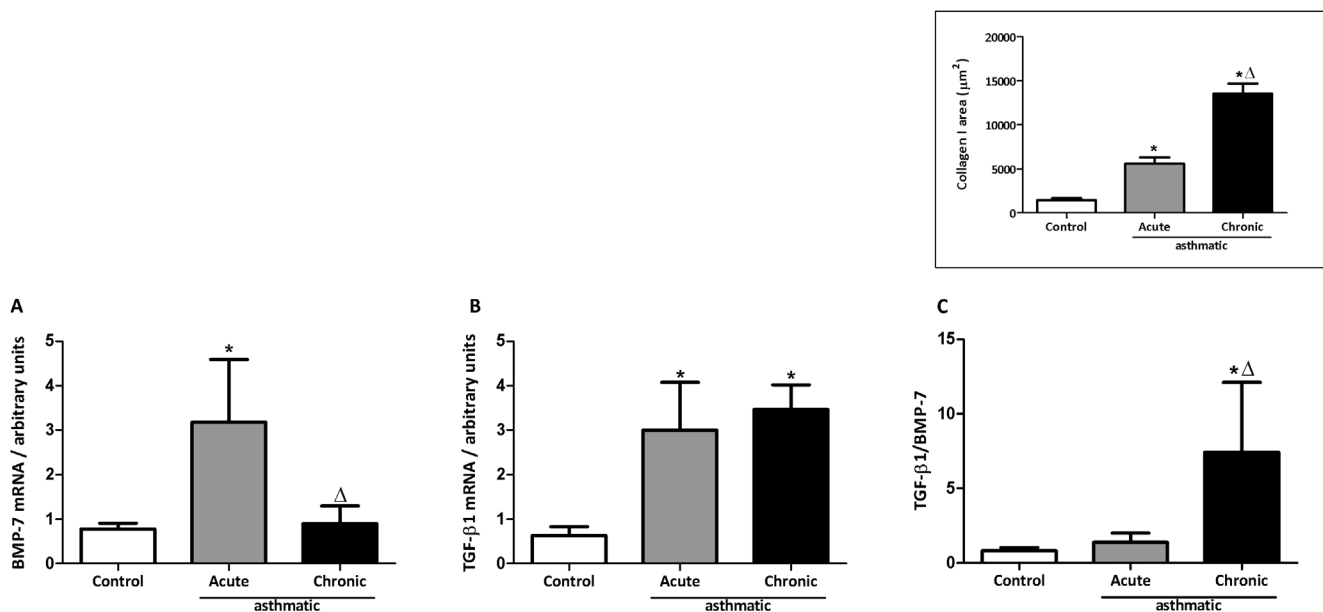 20000
15000
10000
5000
0
Collagen I area (μm²)
*
*Δ
Control Acute Chronic
asthmatic
A
BMP-7 mRNA / arbitrary units
5
4
3
2
1
0
*
Δ
Control Acute Chronic
asthmatic
B
TGF-β1 mRNA / arbitrary units
5
4
3
2
1
0
*
*
Control Acute Chronic
asthmatic
C
TGF-β1/BMP-7
15
10
5
0
*Δ
Control Acute Chronic
asthmatic